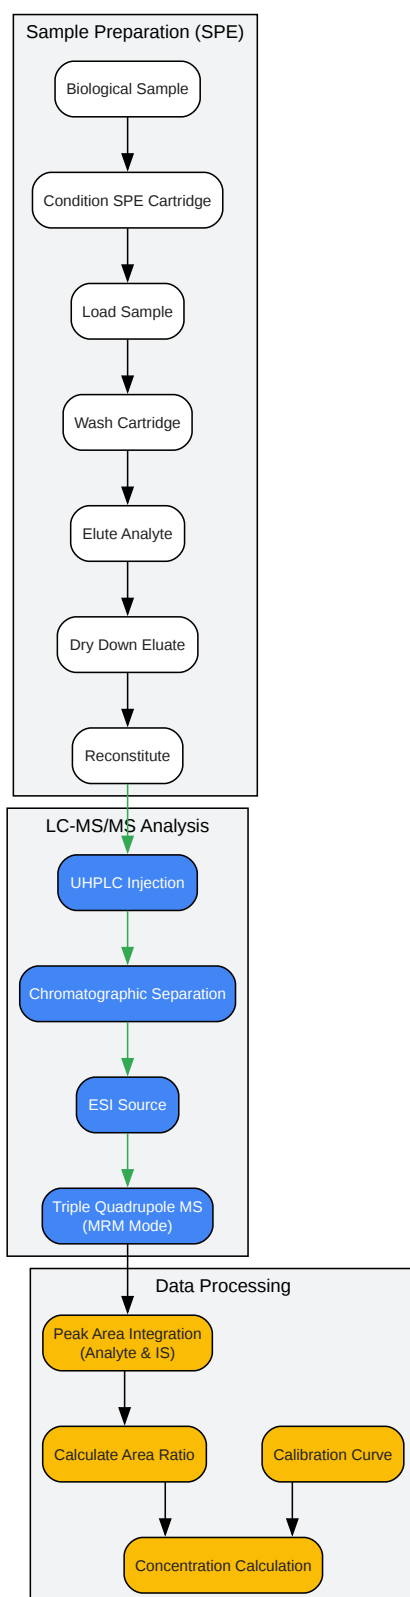 Sample Preparation (SPE)
Biological Sample
Condition SPE Cartridge
Load Sample
Wash Cartridge
Elute Analyte
Dry Down Eluate
Reconstitute
LC-MS/MS Analysis
UHPLC Injection
Chromatographic Separation
ESI Source
Triple Quadrupole MS
(MRM Mode)
Data Processing
Peak Area Integration
(Analyte & IS)
Calculate Area Ratio
Calibration Curve
Concentration Calculation